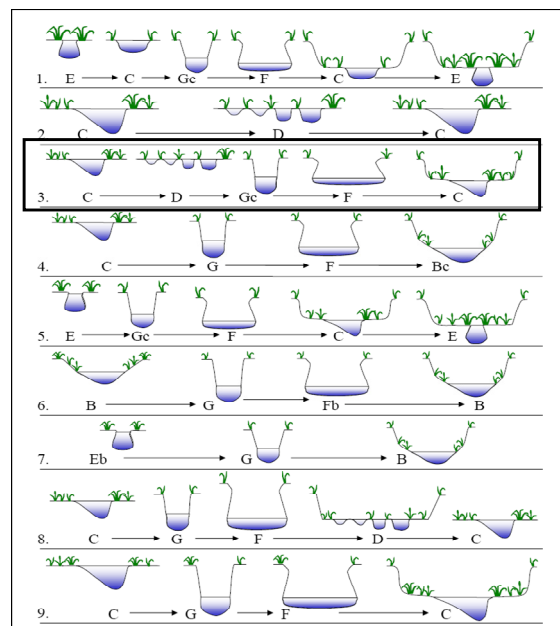 1. E C Gc F C E
2. C D C
3. C D Gc F C
4. C G F Bc
5. E Gc F C E
6. B G Fb B
7. Eb G B
8. C G F D C
9. C G F C